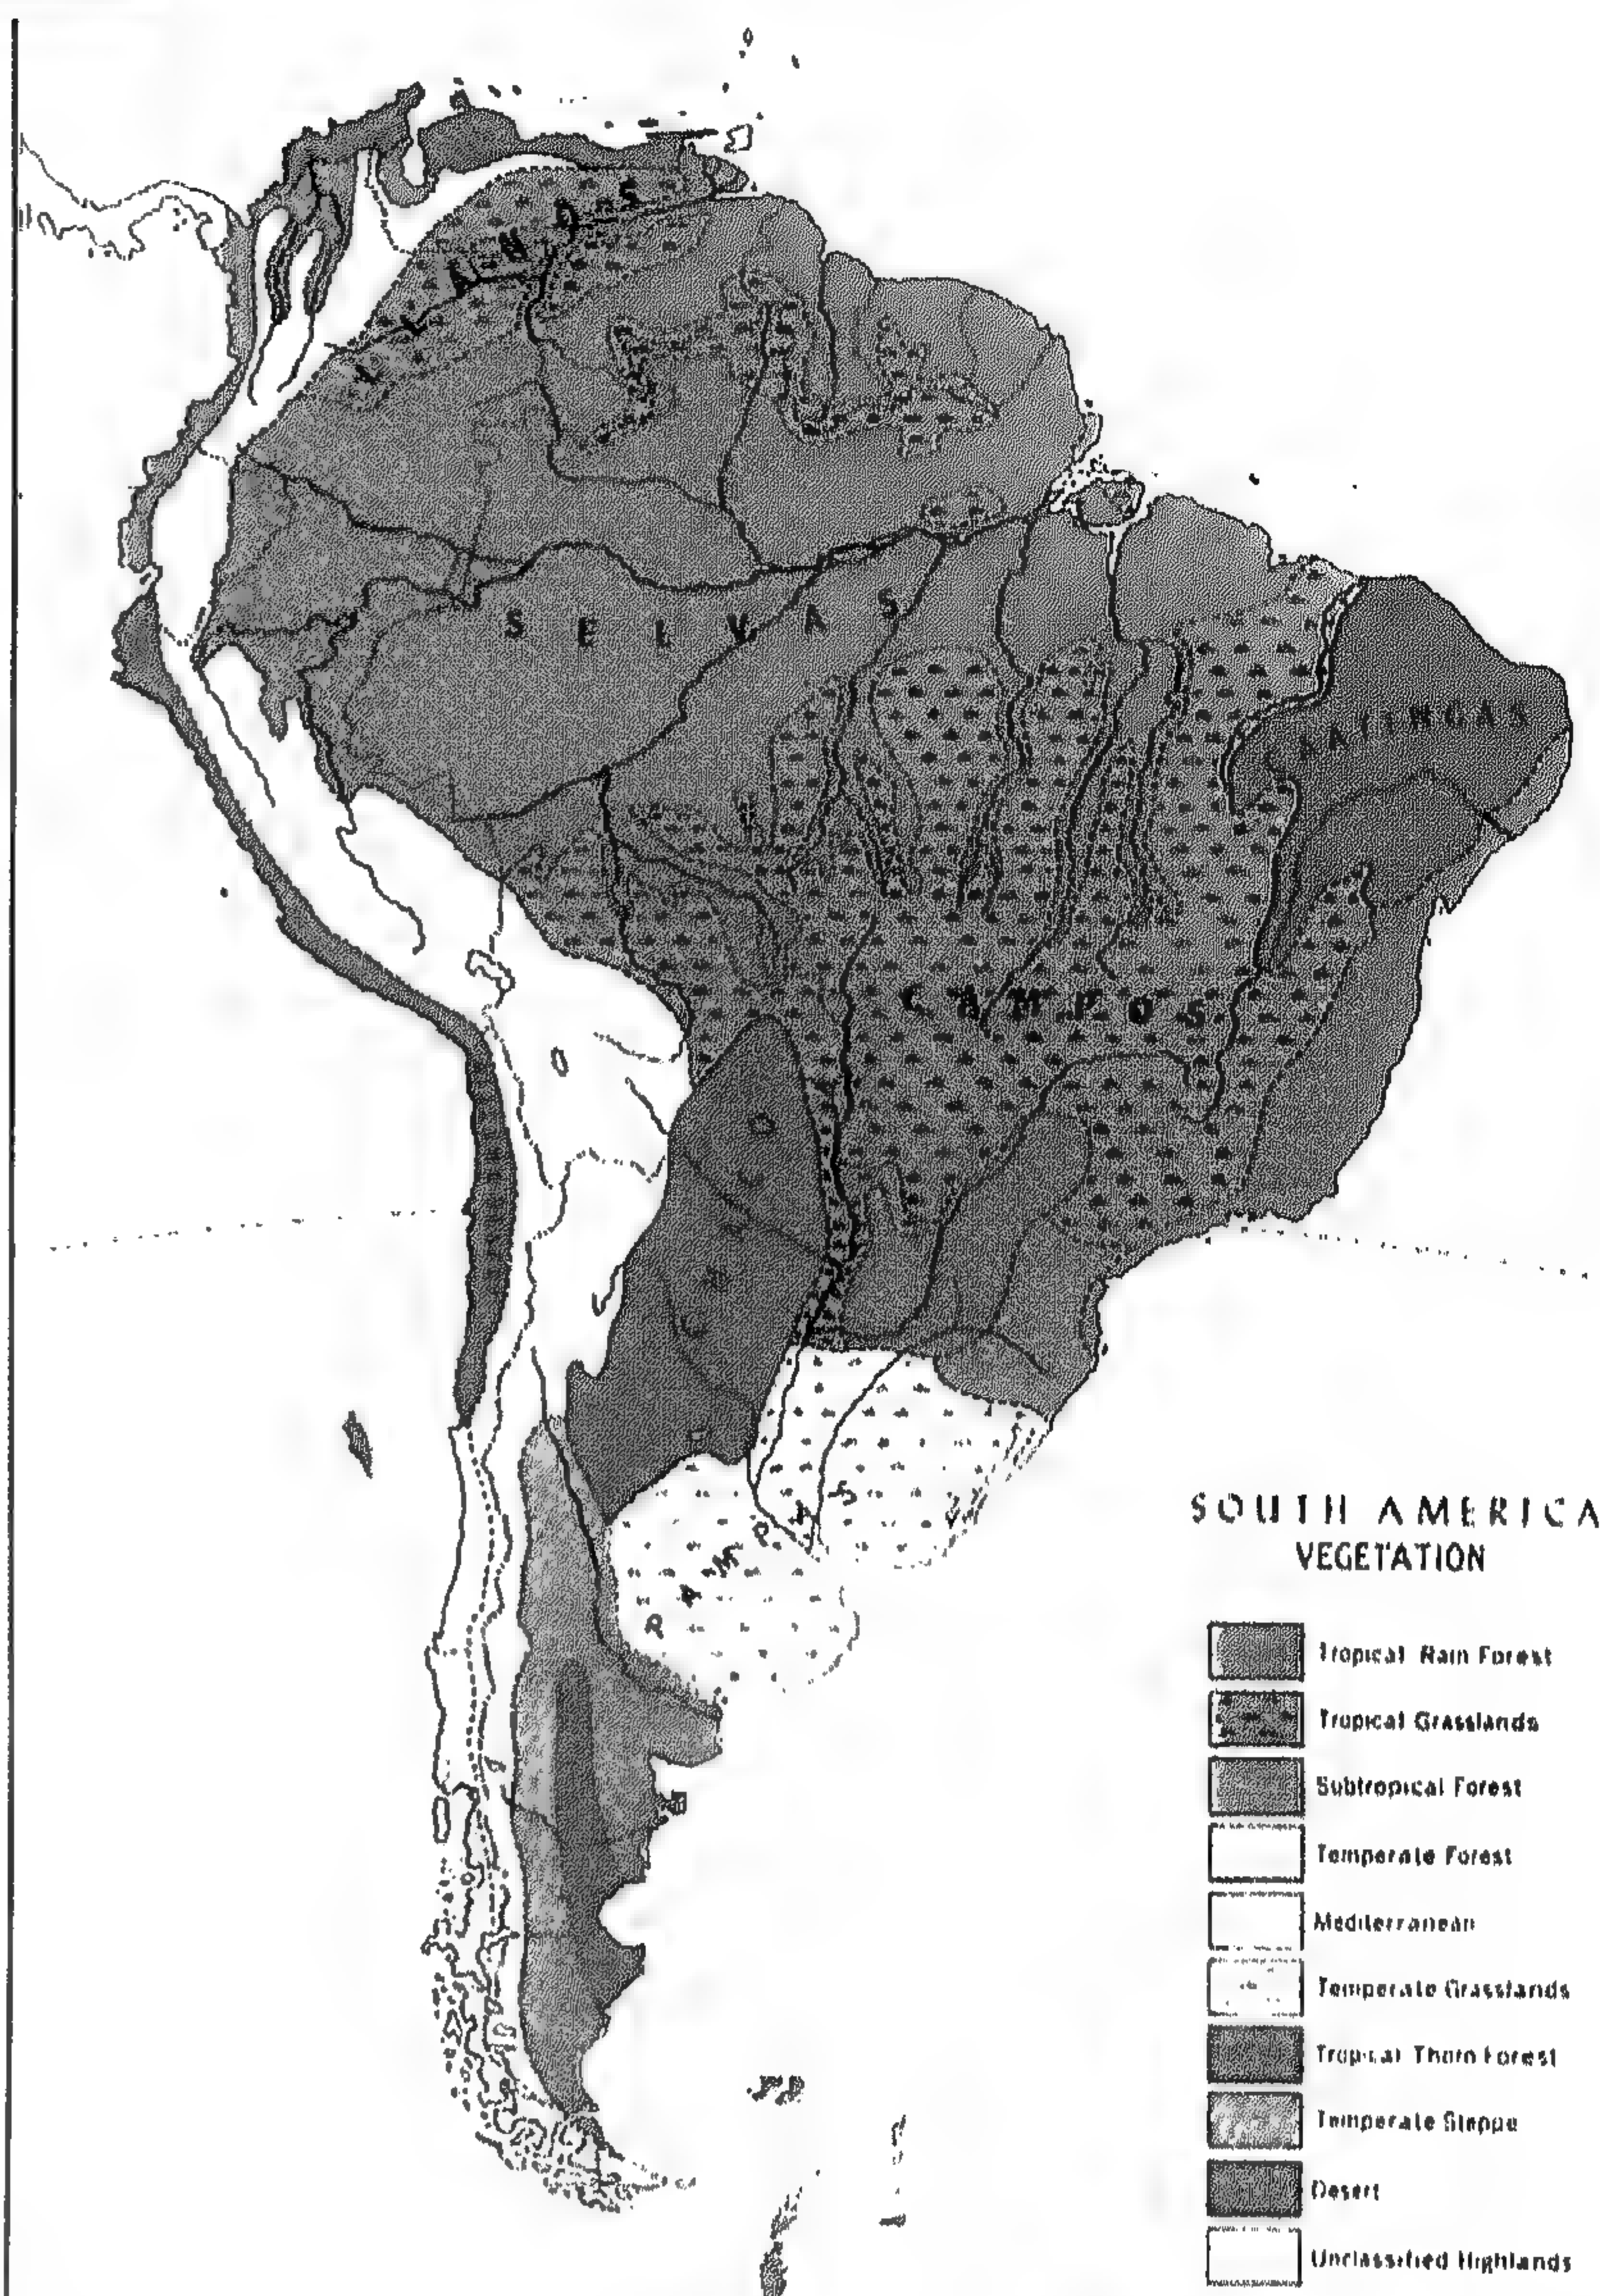 LLANOS
SELVAS
CAATINGAS
CAMPOS
PAMPAS
SOUTH AMERICA
VEGETATION
Tropical Rain Forest
Tropical Grasslands
Subtropical Forest
Temperate Forest
Mediterranean
Temperate Grasslands
Tropical Thorn Forest
Temperate Steppe
Desert
Unclassified Highlands